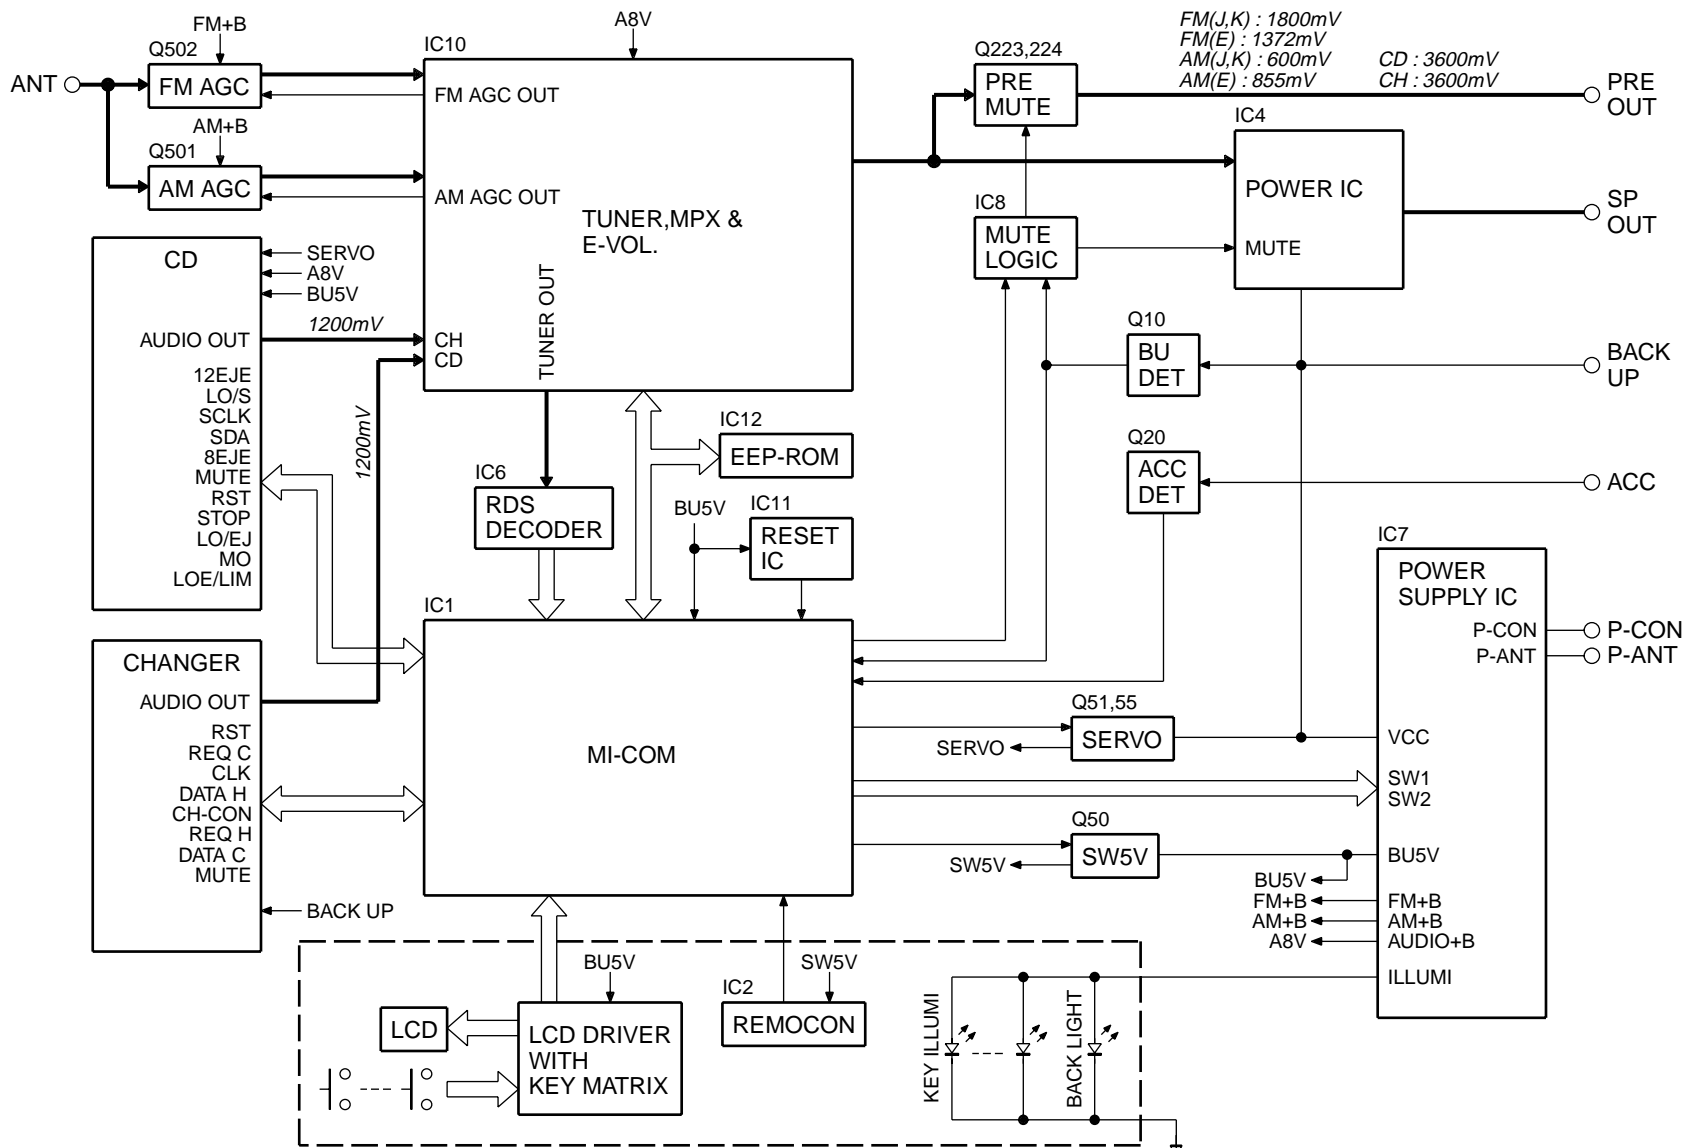 FM+B
Q502
FM AGC
ANT
AM+B
Q501
AM AGC
IC10
A8V
FM AGC OUT
AM AGC OUT
TUNER,MPX &
E-VOL.
TUNER OUT
CH
CD
Q223,224
PRE
MUTE
FM(J,K) : 1800mV
FM(E) : 1372mV
AM(J,K) : 600mV
AM(E) : 855mV
CD : 3600mV
CH : 3600mV
PRE
OUT
IC4
POWER IC
MUTE
SP
OUT
IC8
MUTE
LOGIC
Q10
BU
DET
BACK
UP
Q20
ACC
DET
ACC
CD
SERVO
A8V
BU5V
AUDIO OUT
1200mV
12EJE
LO/S
SCLK
SDA
8EJE
MUTE
RST
STOP
LO/EJ
MO
LOE/LIM
1200mV
IC12
EEP-ROM
IC6
RDS
DECODER
BU5V
IC11
RESET
IC
IC1
MI-COM
CHANGER
AUDIO OUT
RST
REQ C
CLK
DATA H
CH-CON
REQ H
DATA C
MUTE
BACK UP
Q51,55
SERVO
SERVO
Q50
SW5V
SW5V
IC7
POWER
SUPPLY IC
P-CON
P-ANT
P-CON
P-ANT
VCC
SW1
SW2
BU5V
BU5V
FM+B
FM+B
AM+B
AM+B
A8V
AUDIO+B
ILLUMI
BU5V
LCD
LCD DRIVER
WITH
KEY MATRIX
SW5V
IC2
REMOCON
KEY ILLUMI
BACK LIGHT